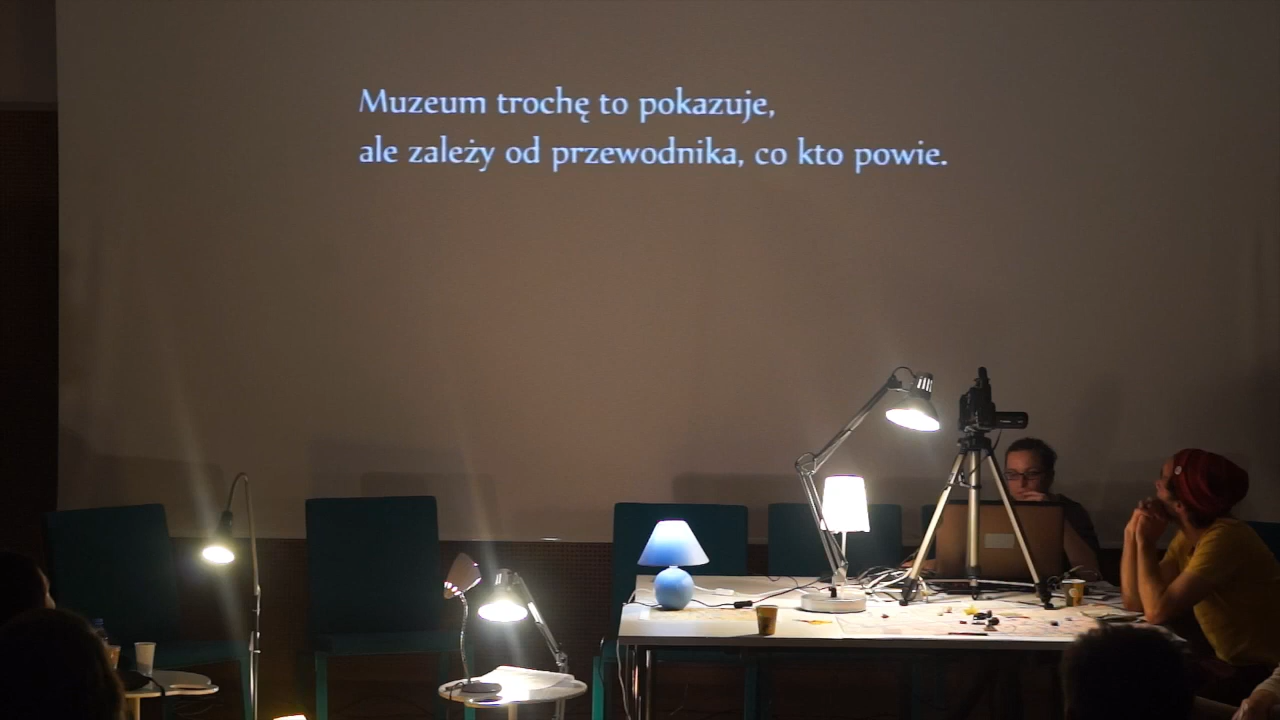 Muzeum trochę to pokazuje,
ale zależy od przewodnika, co kto powie.